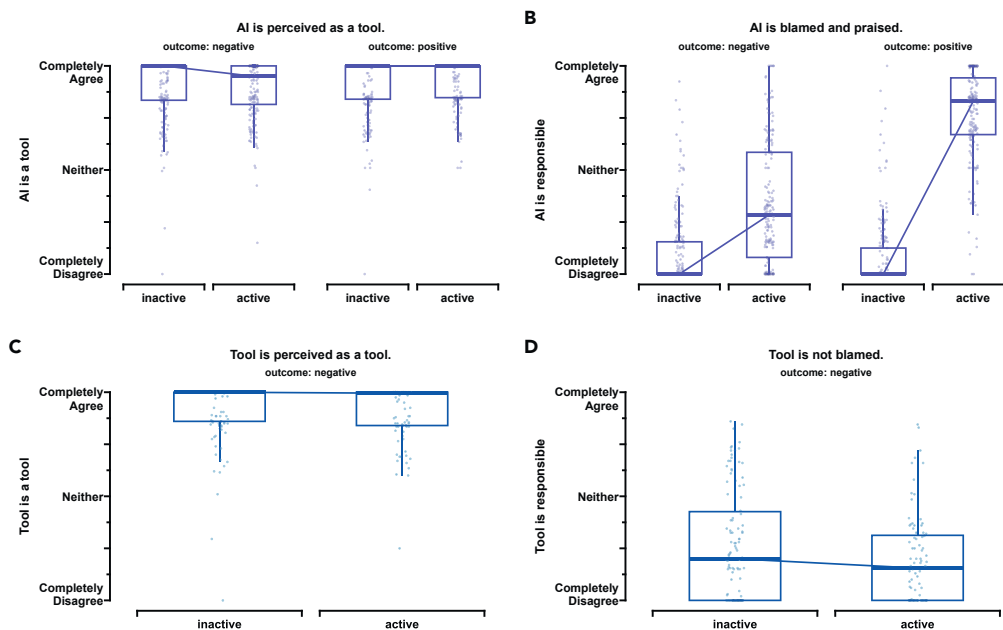 AI is perceived as a tool.
outcome: negative
outcome: positive
Completely
Agree
Neither
Completely
Disagree
AI is a tool
inactive
active
inactive
active
B
AI is blamed and praised.
outcome: negative
outcome: positive
Completely
Agree
Neither
Completely
Disagree
AI is responsible
inactive
active
inactive
active
C
Tool is perceived as a tool.
outcome: negative
Completely
Agree
Neither
Completely
Disagree
Tool is a tool
inactive
active
D
Tool is not blamed.
outcome: negative
Completely
Agree
Neither
Completely
Disagree
Tool is responsible
inactive
active